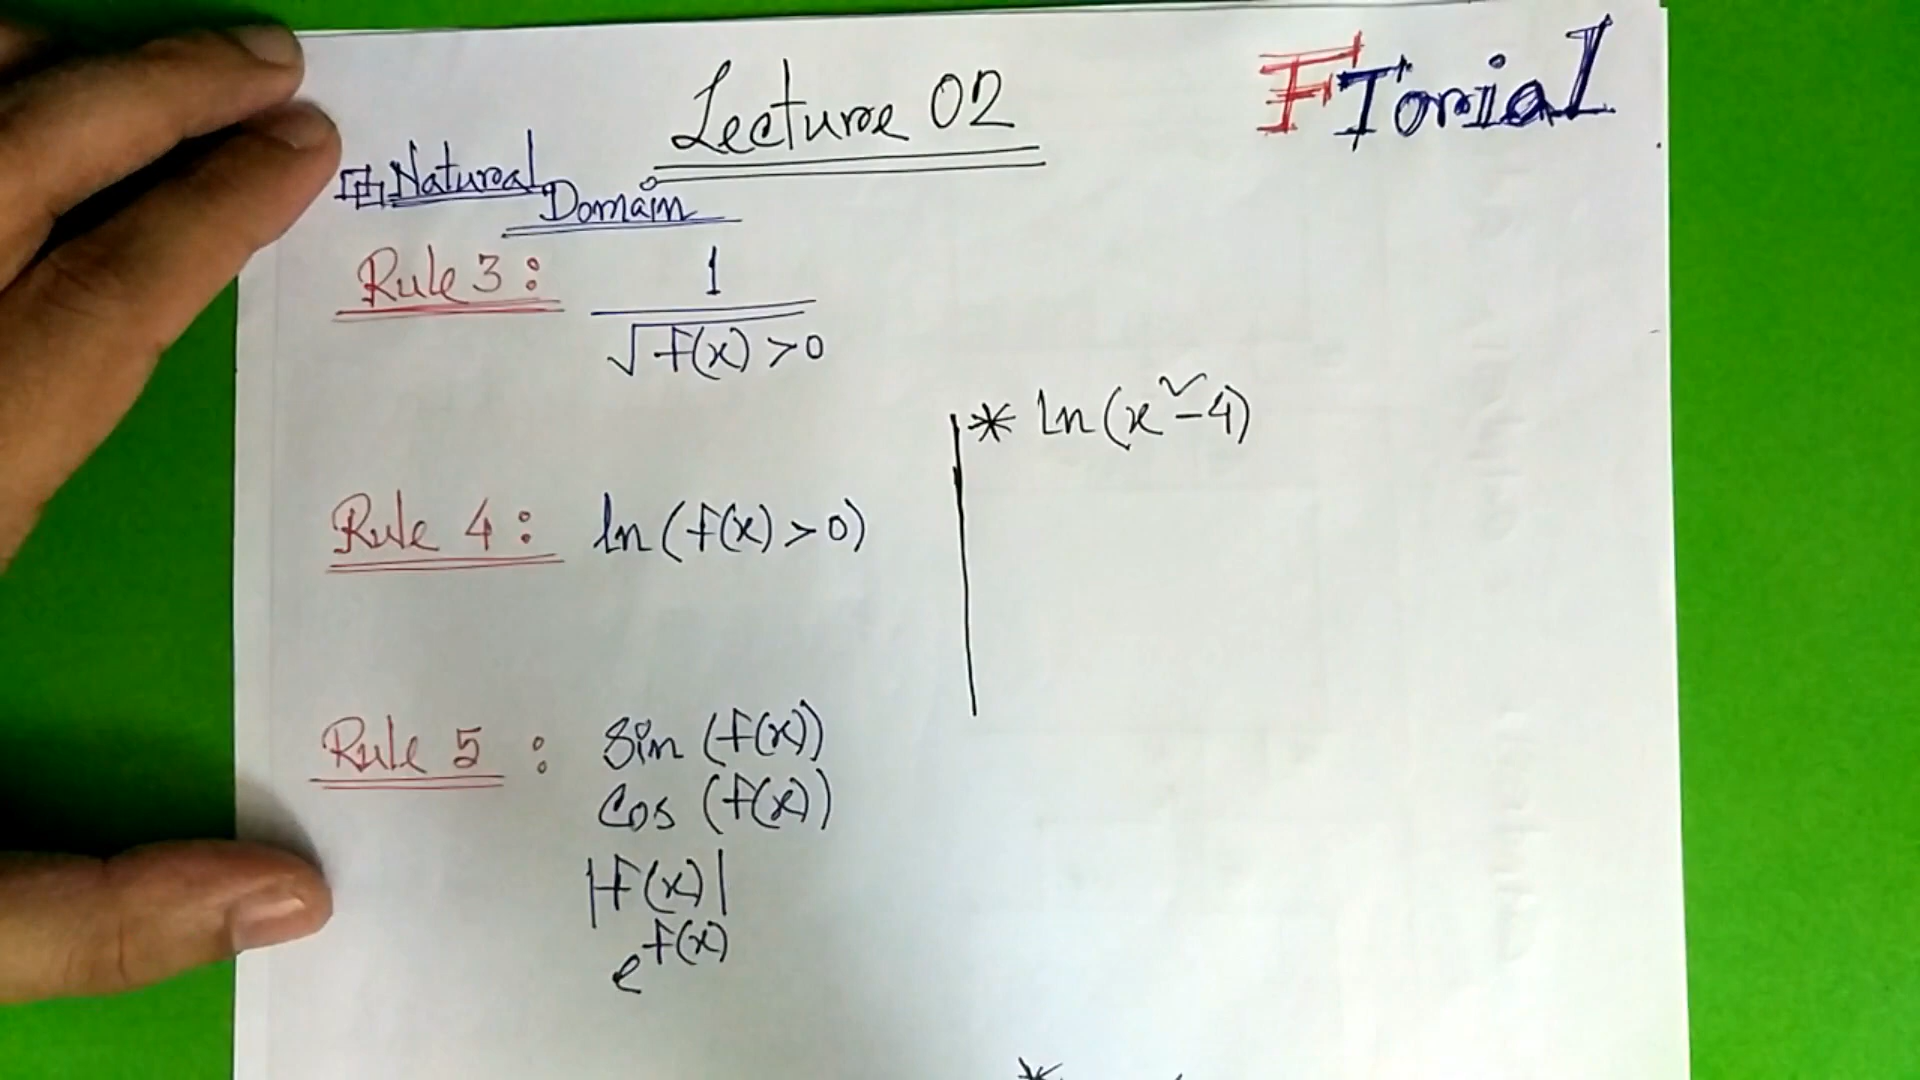 Lecture 02
FTorial
Natural Domain
Rule 3 : 1 / √f(x) > 0
* ln (x² - 4)
Rule 4 : ln (f(x) > 0)
Rule 5 : Sin (f(x))
Cos (f(x))
|f(x)|
e^f(x)
*